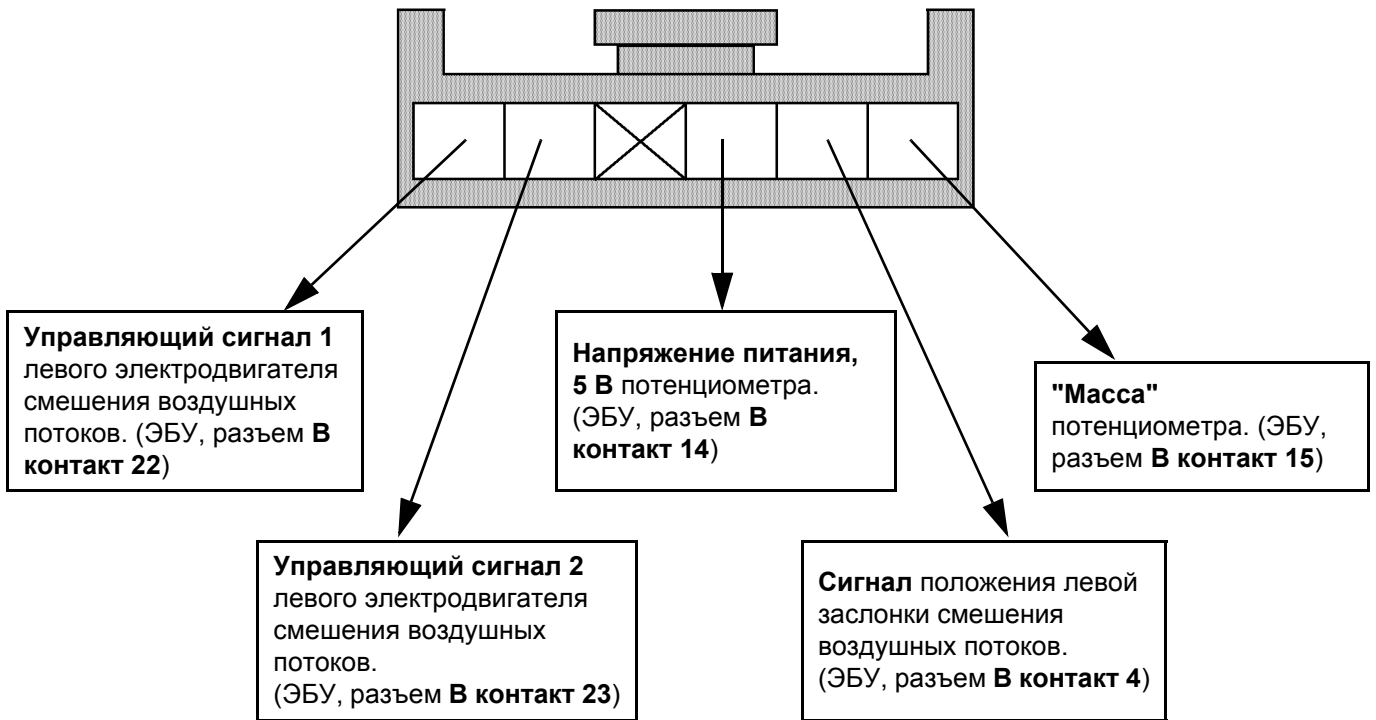 Управляющий сигнал 1
левого электродвигателя
смешения воздушных
потоков. (ЭБУ, разъем В
контакт 22)
Напряжение питания,
5 В потенциометра.
(ЭБУ, разъем В
контакт 14)
"Масса"
потенциометра. (ЭБУ,
разъем В контакт 15)
Управляющий сигнал 2
левого электродвигателя
смешения воздушных
потоков.
(ЭБУ, разъем В контакт 23)
Сигнал положения левой
заслонки смешения
воздушных потоков.
(ЭБУ, разъем В контакт 4)